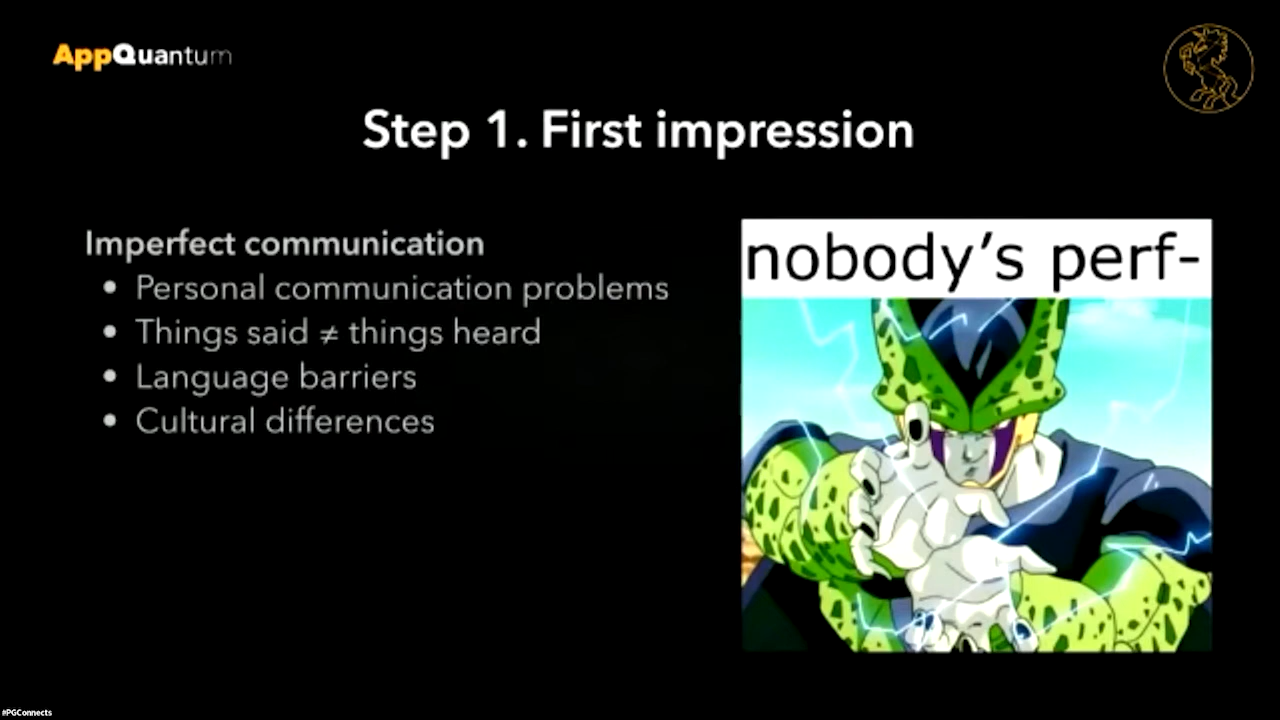 AppQuantum
Step 1. First impression
Imperfect communication
• Personal communication problems
• Things said ≠ things heard
• Language barriers
• Cultural differences
nobody's perf-
#PGConnects